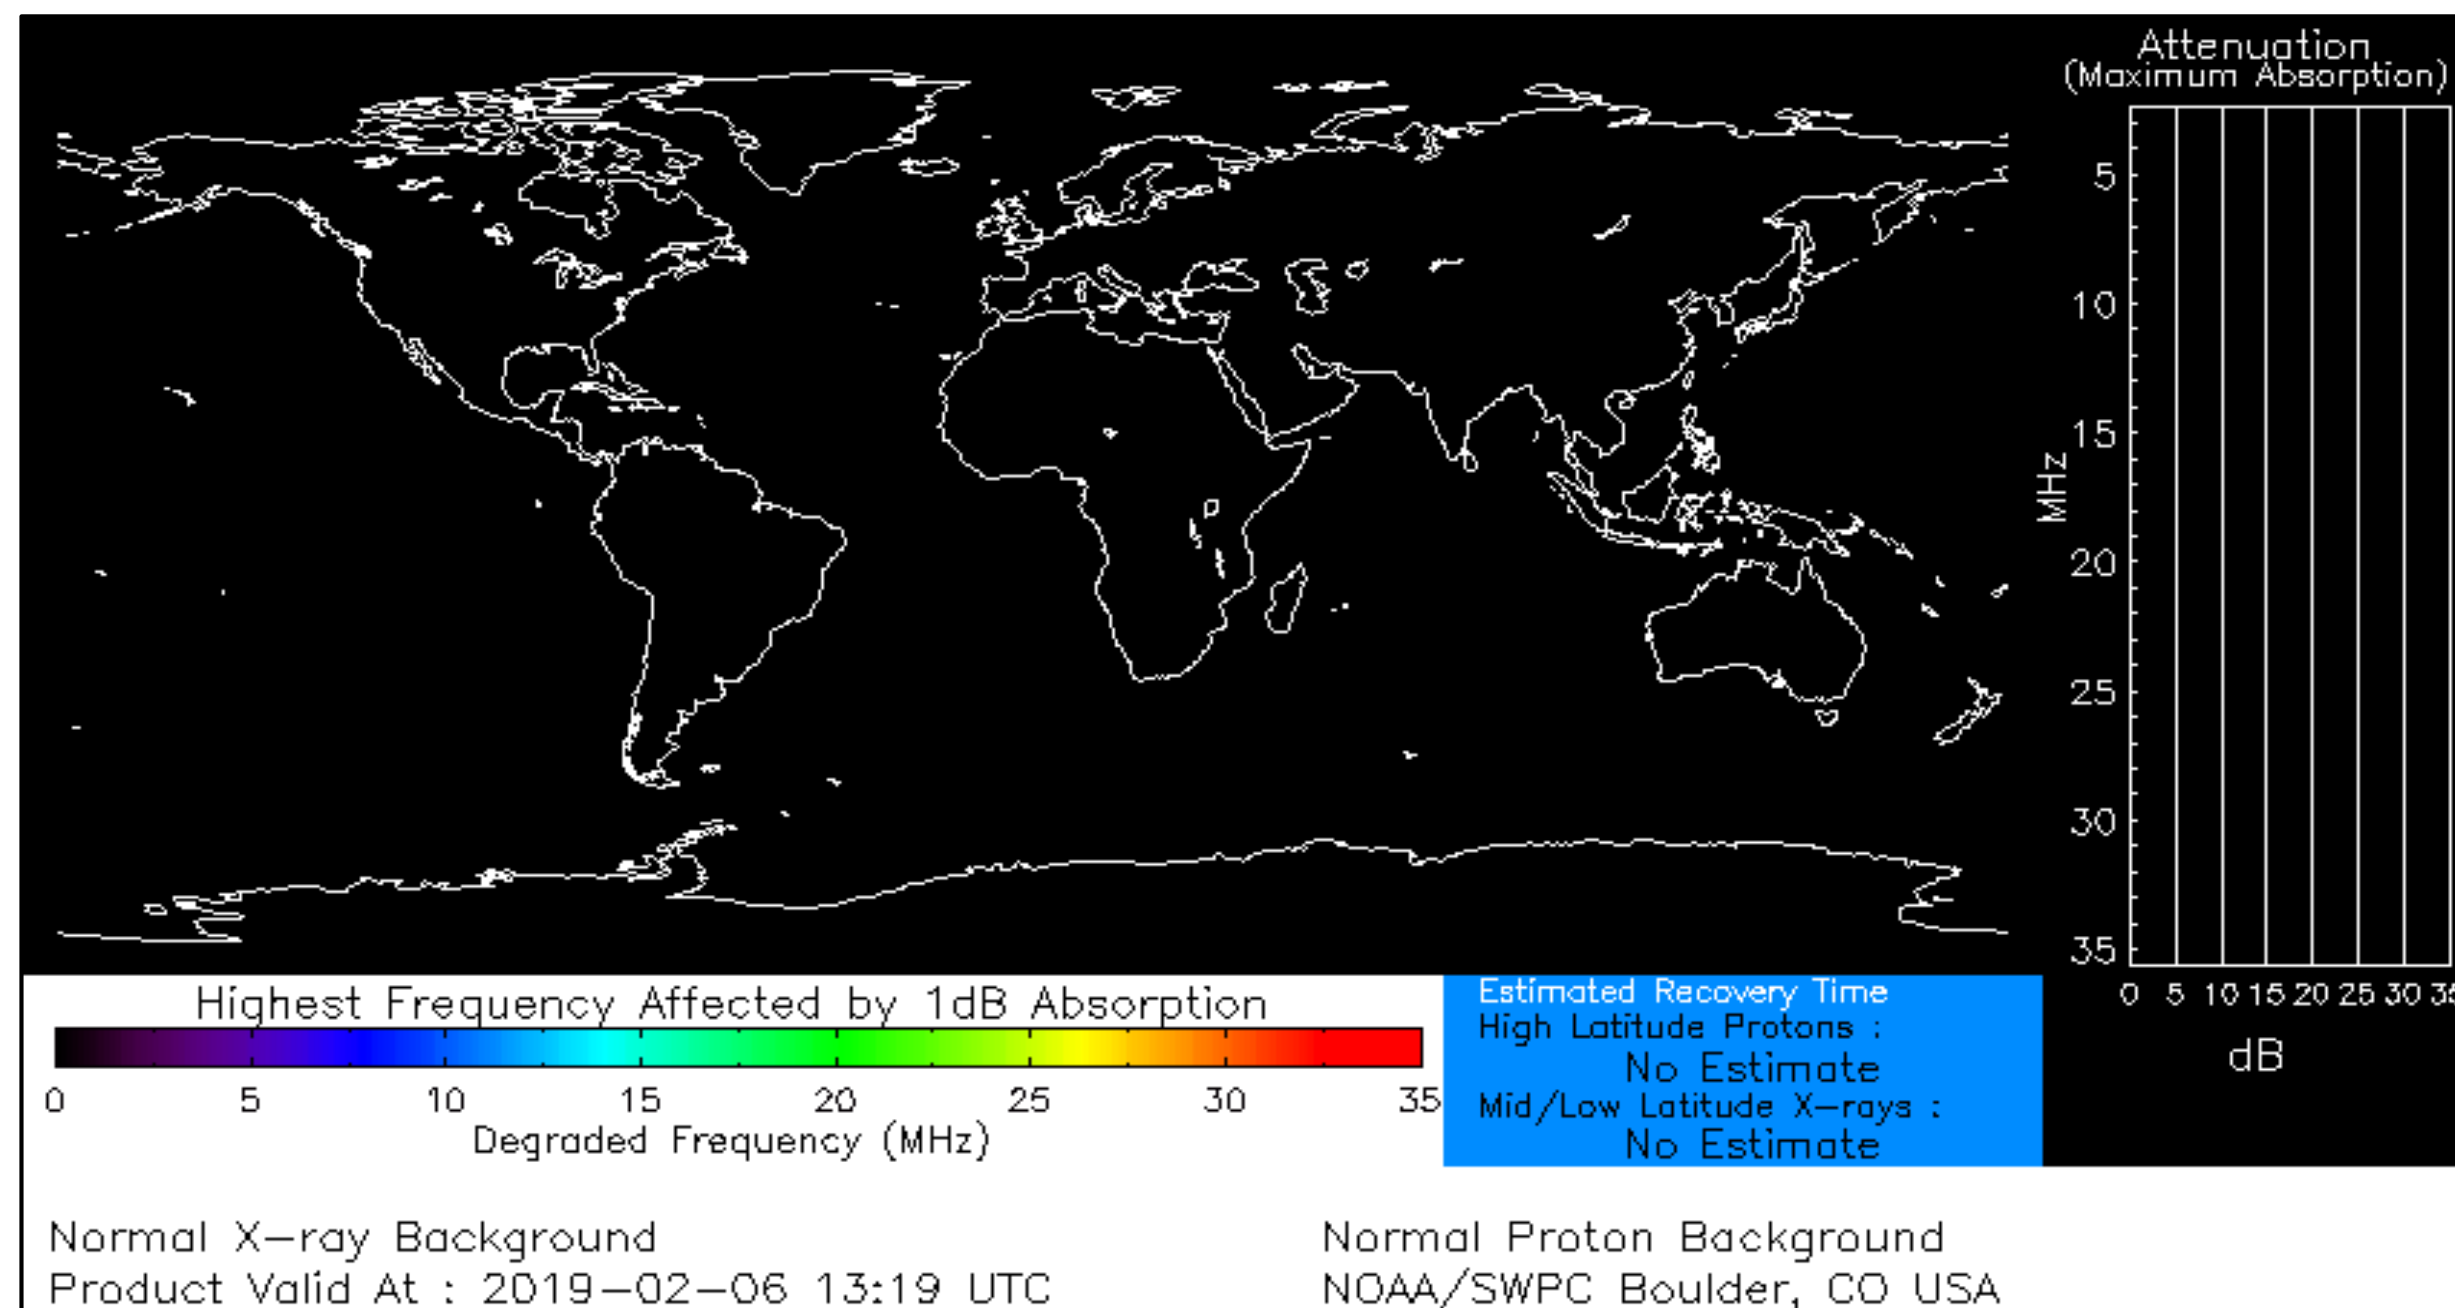 Attenuation
(Maximum Absorption)
5
10
15
20
25
30
35
MHz
0 5 10 15 20 25 30 35
dB
Highest Frequency Affected by 1dB Absorption
0 5 10 15 20 25 30 35
Degraded Frequency (MHz)
Estimated Recovery Time
High Latitude Protons :
No Estimate
Mid/Low Latitude X-rays :
No Estimate
Normal X-ray Background
Normal Proton Background
Product Valid At : 2019-02-06 13:19 UTC
NOAA/SWPC Boulder, CO USA